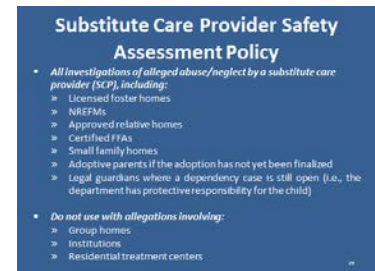 Substitute Care Provider Safety
Assessment Policy
• All investigations of alleged abuse/neglect by a substitute care
provider (SCP), including:
» Licensed foster homes
» NREFMs
» Approved relative homes
» Certified FFAs
» Small family homes
» Adoptive parents if the adoption has not yet been finalized
» Legal guardians where a dependency case is still open (i.e., the
department has protective responsibility for the child)
• Do not use with allegations involving:
» Group homes
» Institutions
» Residential treatment centers